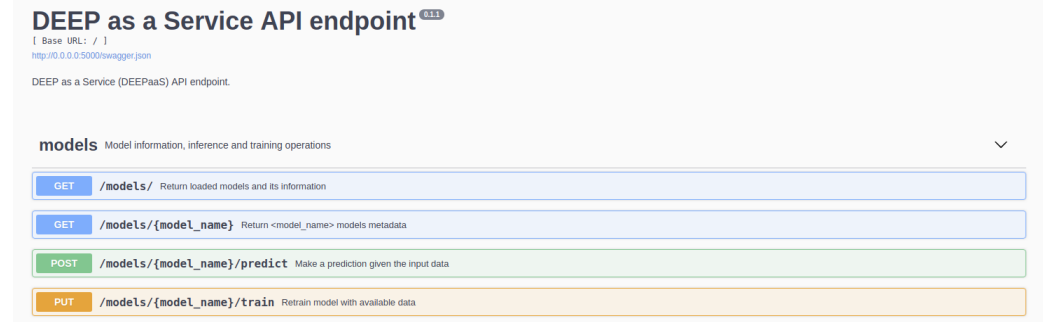 DEEP as a Service API endpoint 0.1.1
[ Base URL: / ]
http://0.0.0.0:5000/swagger.json
DEEP as a Service (DEEPaaS) API endpoint.
models Model information, inference and training operations
GET /models/ Return loaded models and its information
GET /models/{model_name} Return <model_name> models metadata
POST /models/{model_name}/predict Make a prediction given the input data
PUT /models/{model_name}/train Retrain model with available data